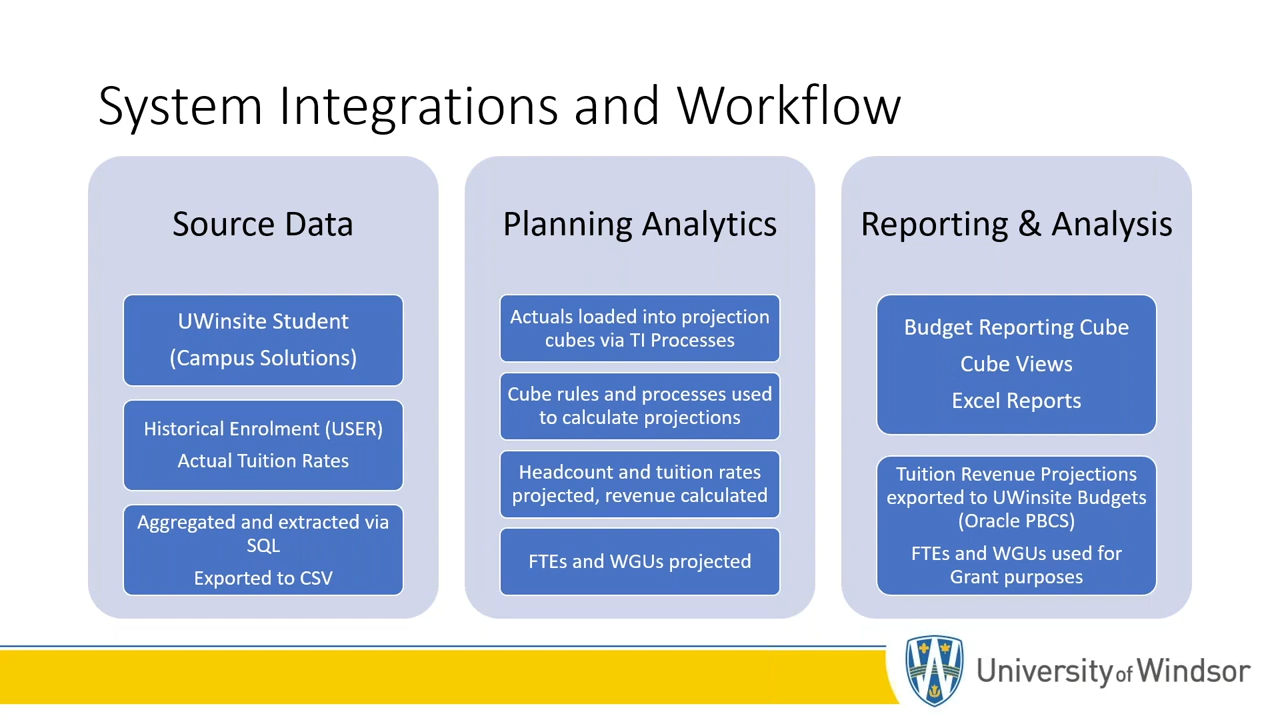 System Integrations and Workflow
Source Data
UWinsite Student
(Campus Solutions)
Historical Enrolment (USER)
Actual Tuition Rates
Aggregated and extracted via
SQL
Exported to CSV
Planning Analytics
Actuals loaded into projection
cubes via TI Processes
Cube rules and processes used
to calculate projections
Headcount and tuition rates
projected, revenue calculated
FTEs and WGUs projected
Reporting & Analysis
Budget Reporting Cube
Cube Views
Excel Reports
Tuition Revenue Projections
exported to UWinsite Budgets
(Oracle PBCS)
FTEs and WGUs used for
Grant purposes
University of Windsor